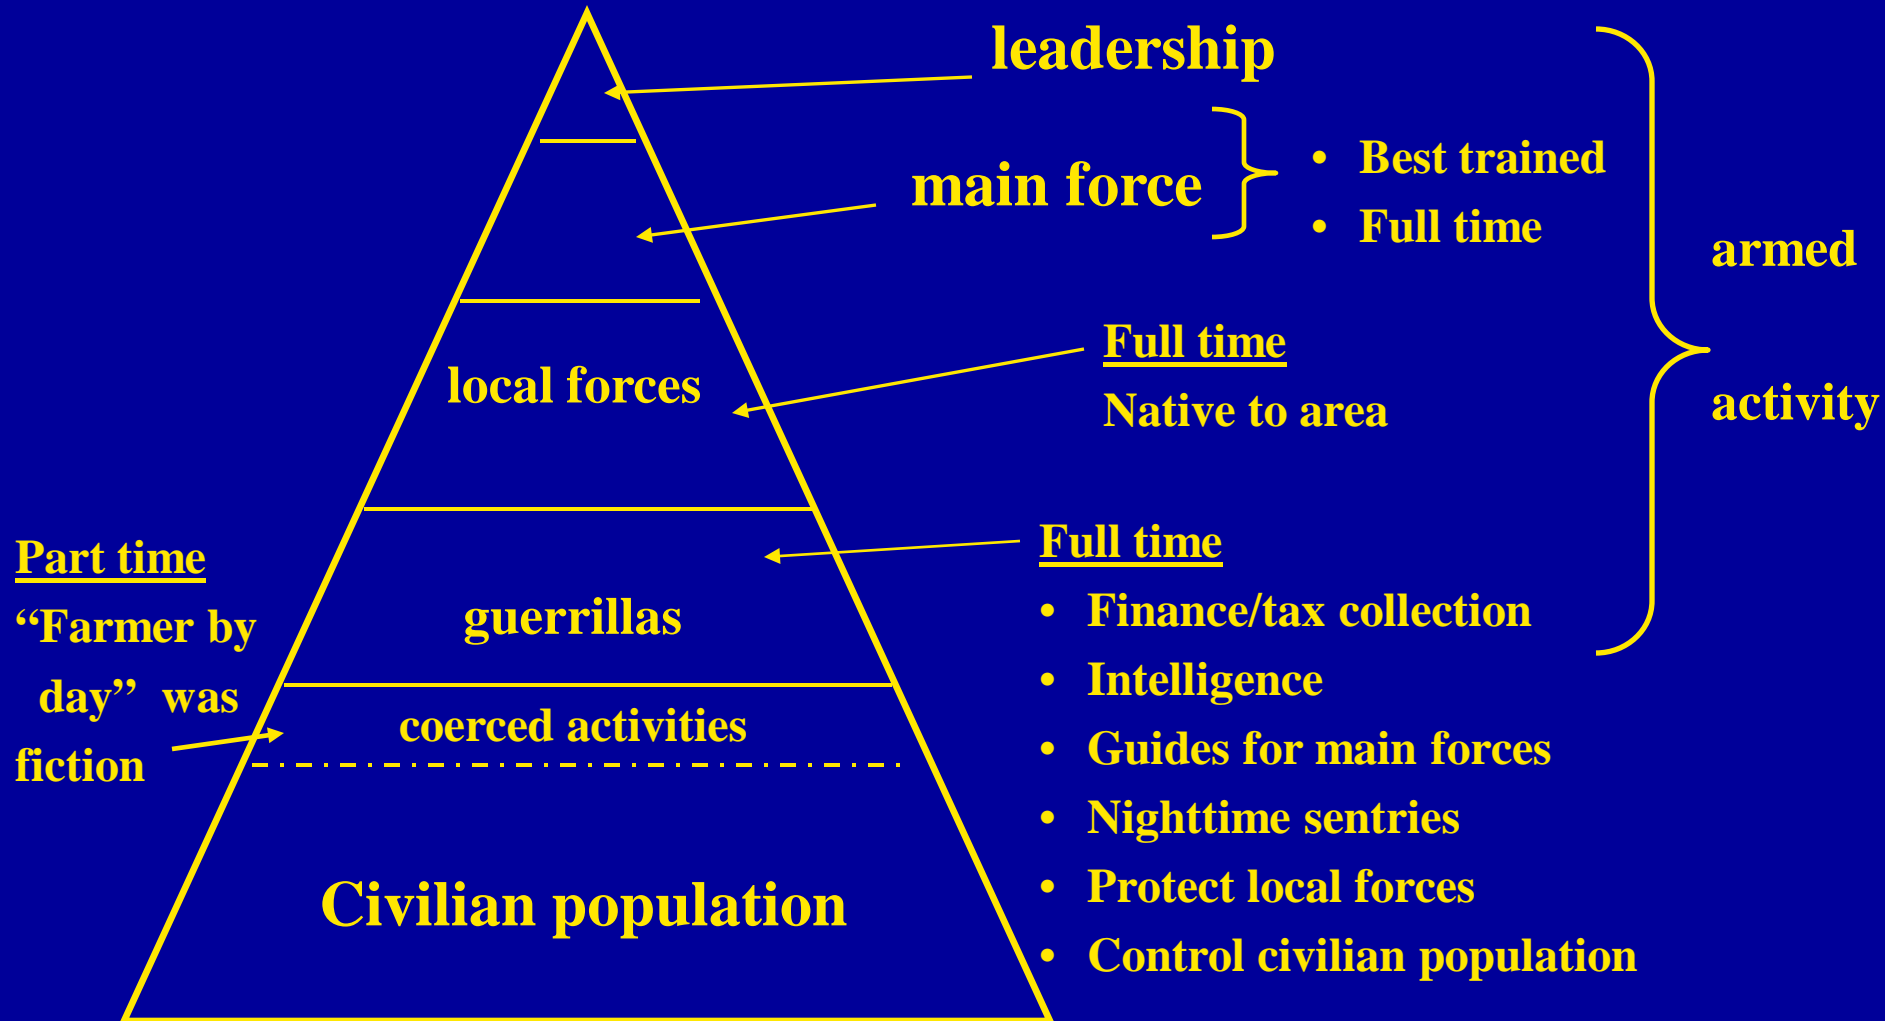 leadership
main force
• Best trained
• Full time
armed
activity
Full time
Native to area
local forces
Part time
“Farmer by
day” was
fiction
Full time
• Finance/tax collection
• Intelligence
• Guides for main forces
• Nighttime sentries
• Protect local forces
• Control civilian population
guerrillas
coerced activities
Civilian population